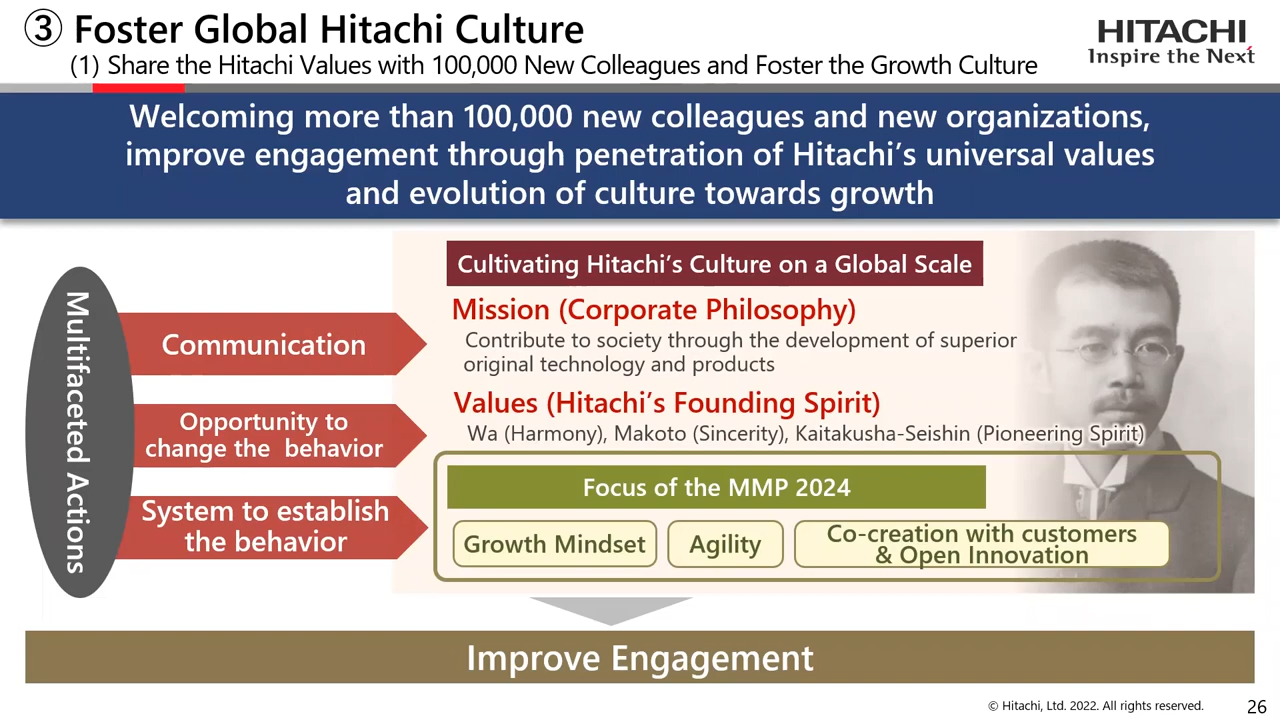 ③ Foster Global Hitachi Culture
(1) Share the Hitachi Values with 100,000 New Colleagues and Foster the Growth Culture
HITACHI
Inspire the Next
Welcoming more than 100,000 new colleagues and new organizations,
improve engagement through penetration of Hitachi's universal values
and evolution of culture towards growth
Multifaceted Actions
Communication
Opportunity to
change the behavior
System to establish
the behavior
Cultivating Hitachi's Culture on a Global Scale
Mission (Corporate Philosophy)
Contribute to society through the development of superior
original technology and products
Values (Hitachi's Founding Spirit)
Wa (Harmony), Makoto (Sincerity), Kaitakusha-Seishin (Pioneering Spirit)
Focus of the MMP 2024
Growth Mindset
Agility
Co-creation with customers
& Open Innovation
Improve Engagement
© Hitachi, Ltd. 2022. All rights reserved.
26